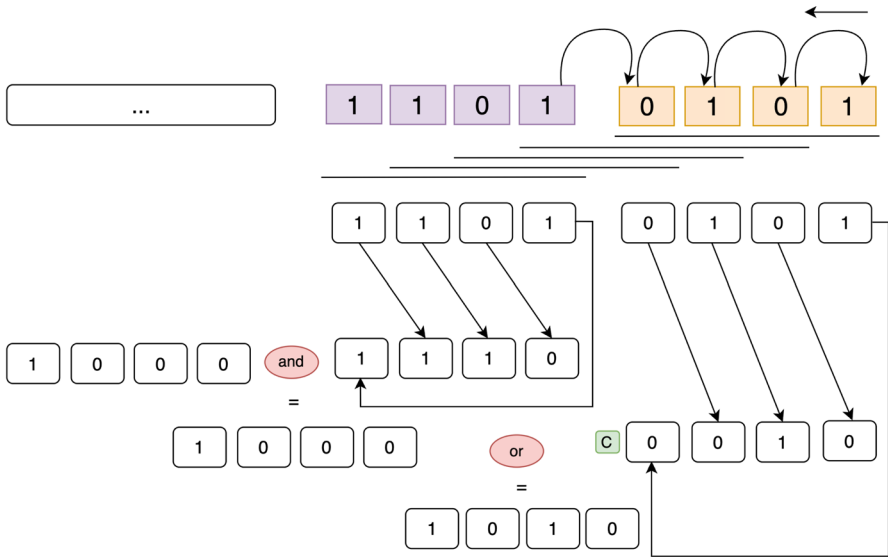 ...
1 1 0 1 0 1 0 1
1 1 0 1 0 1 0 1
1 0 0 0 and 1 1 1 0
=
1 0 0 0 or C 0 0 1 0
=
1 0 1 0